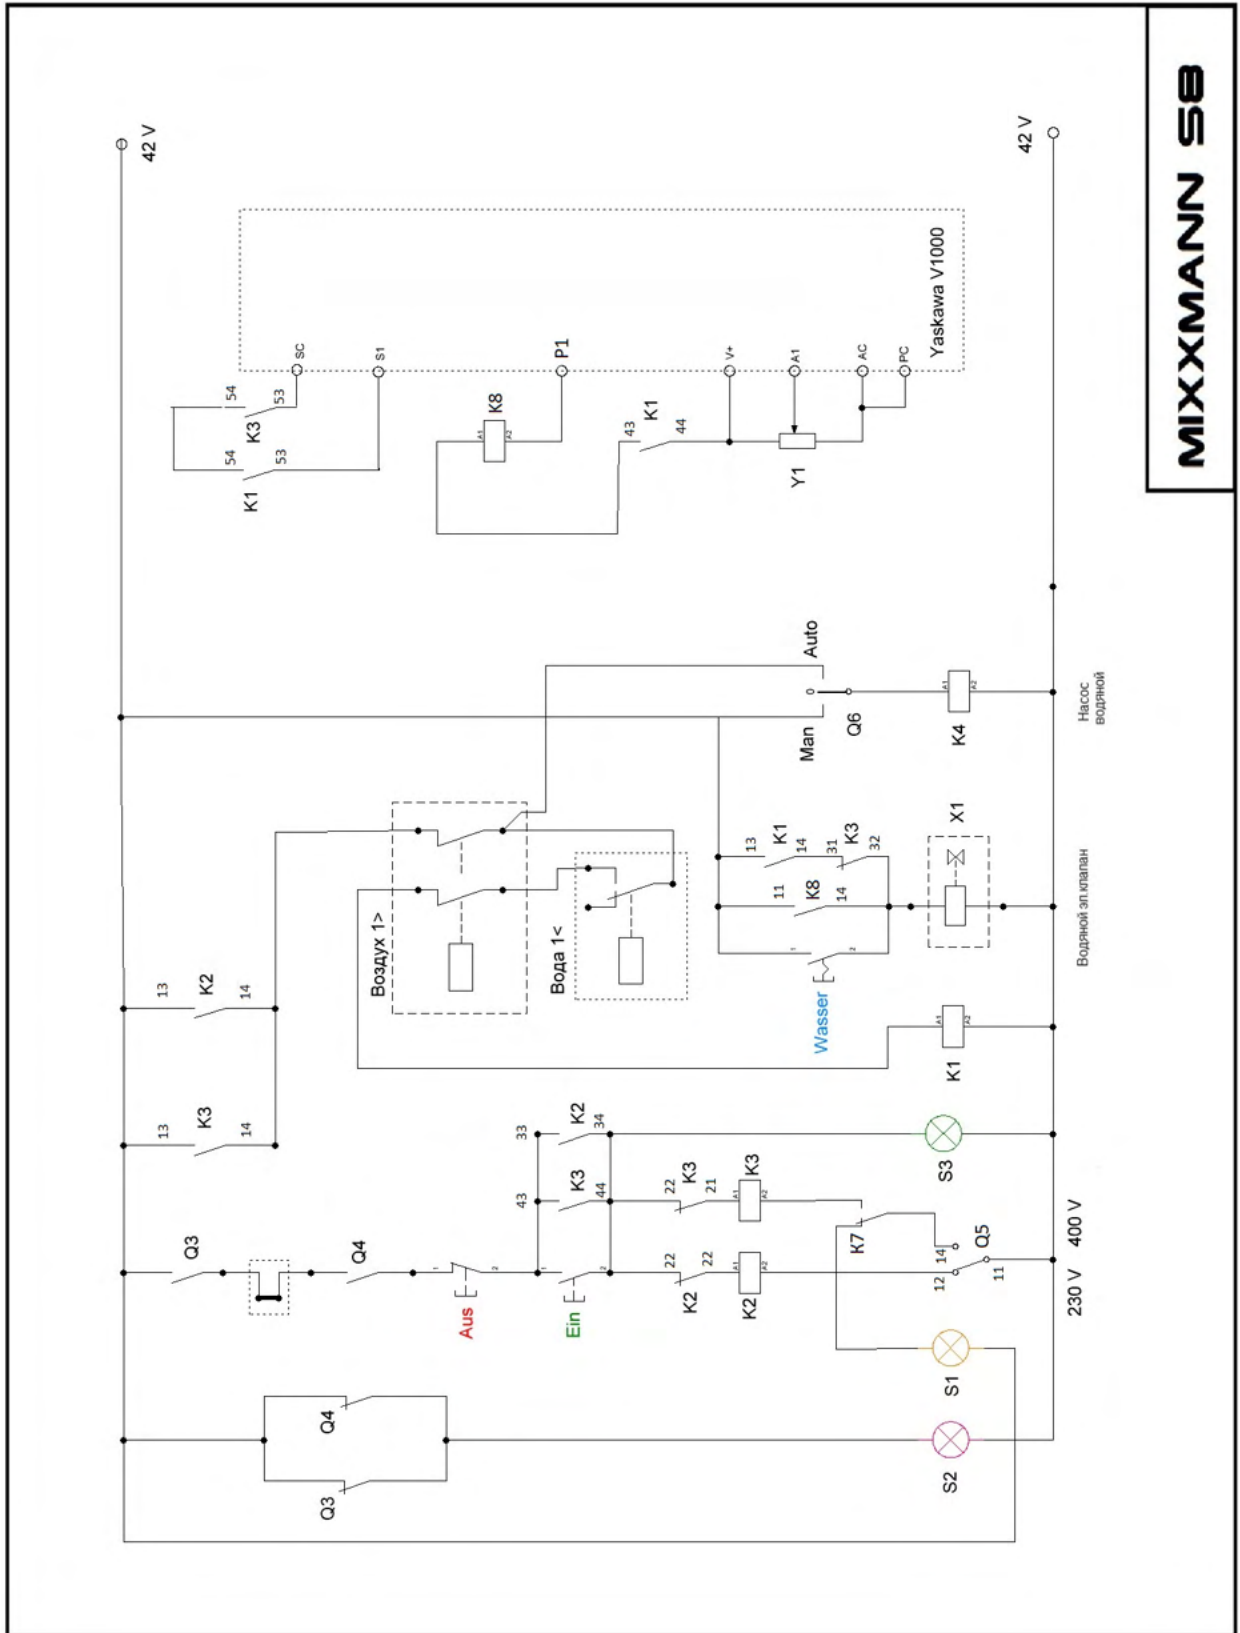 MIXXMANN S8
42 V
42 V
Yaskawa V1000
SC
S1
P1
V+
A1
AC
PC
54
K3
53
54
K1
53
K8
A1
A2
43
K1
44
Y1
Auto
Man
Q6
K4
A1
A2
Насос
водяной
Воздух 1>
Вода 1<
13
K1
14
31
K3
32
11
K8
14
1
2
Wasser
X1
Водяной эл.клапан
K1
A1
A2
13
K2
14
13
K3
14
33
K2
34
43
K3
44
S3
Q3
Q4
1
2
Aus
1
2
Ein
22
K3
21
K3
A1
A2
22
K2
22
K2
A1
A2
K7
14
12
11
Q5
230 V
400 V
S1
Q4
Q3
S2